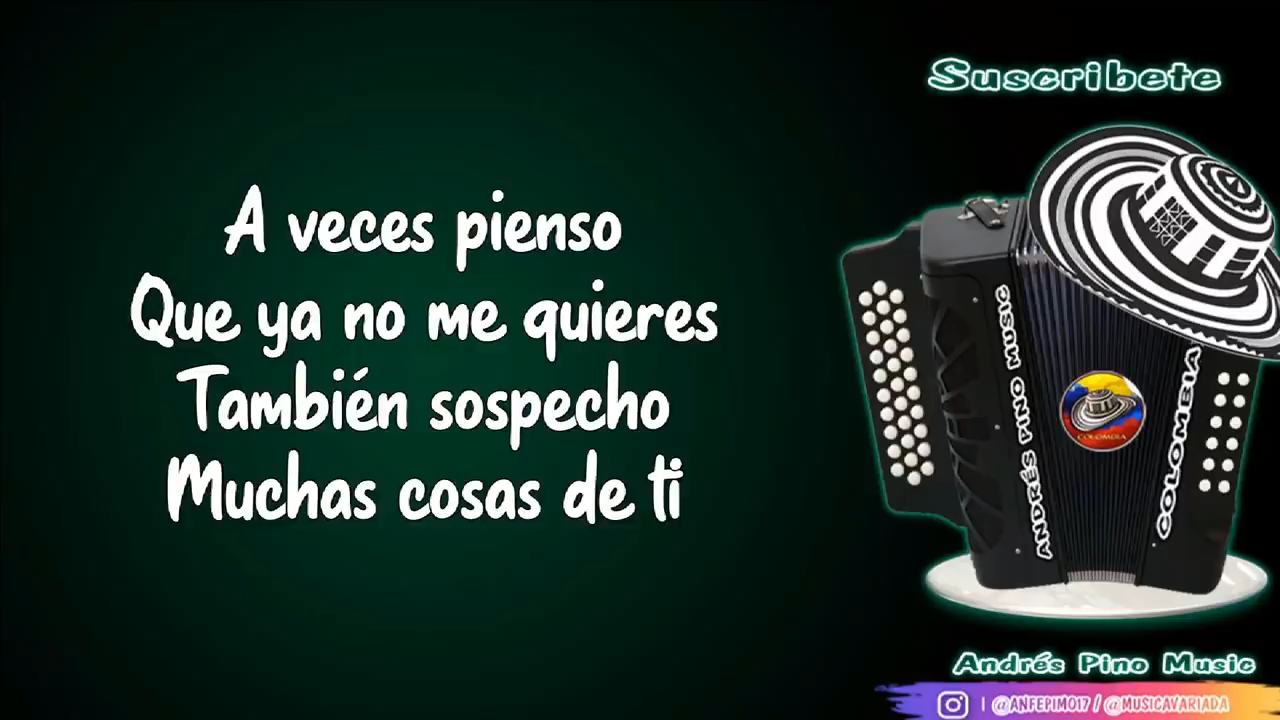 A veces pienso
Que ya no me quieres
También sospecho
Muchas cosas de ti
Suscribete
ANDRÉS PINO MUSIC
COLOMBIA
COLOMBIA
Andrés Pino Music
| @ANFEPIMO17 / @MUSICAVARIADA